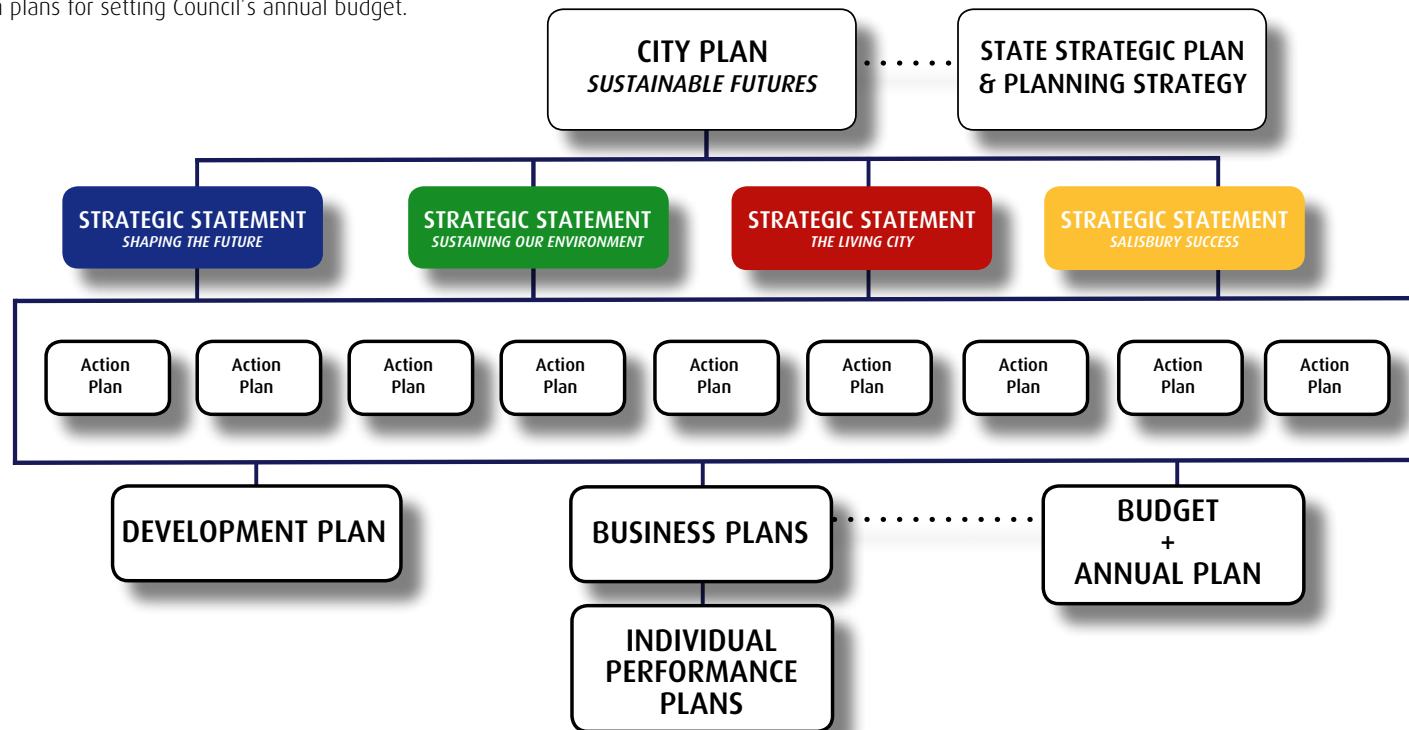 plans for setting Council's annual budget.
CITY PLAN
SUSTAINABLE FUTURES
STATE STRATEGIC PLAN
& PLANNING STRATEGY
STRATEGIC STATEMENT
SHAPING THE FUTURE
STRATEGIC STATEMENT
SUSTAINING OUR ENVIRONMENT
STRATEGIC STATEMENT
THE LIVING CITY
STRATEGIC STATEMENT
SALISBURY SUCCESS
Action
Plan
Action
Plan
Action
Plan
Action
Plan
Action
Plan
Action
Plan
Action
Plan
Action
Plan
Action
Plan
DEVELOPMENT PLAN
BUSINESS PLANS
BUDGET
+
ANNUAL PLAN
INDIVIDUAL
PERFORMANCE
PLANS